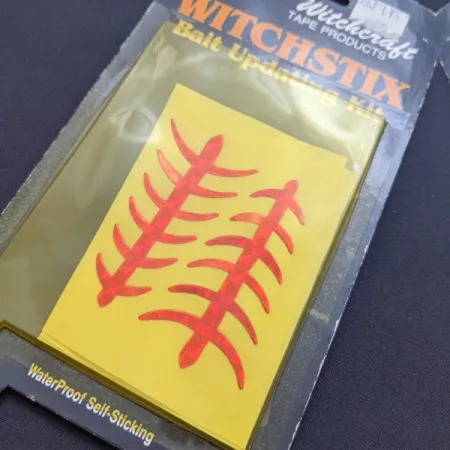 Witchcraft
TAPE PRODUCTS
WITCHSTIX
Bait Updating Kit
WaterProof Self-Sticking